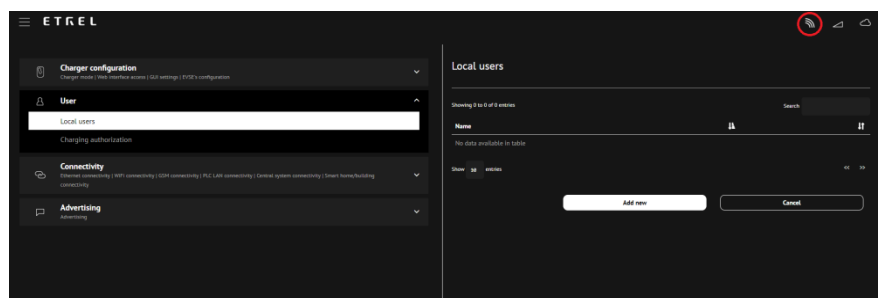 ETREL
Charger configuration
Charger mode | Web interface access | GUI settings | EVSE's configuration
User
Local users
Charging authorization
Connectivity
Ethernet connectivity | WiFi connectivity | GSM connectivity | PLC LAN connectivity | Central system connectivity | Smart home/building
connectivity
Advertising
Advertising
Local users
Showing 0 to 0 of 0 entries
Search
Name
No data available in table
Show 10 entries
Add new
Cancel